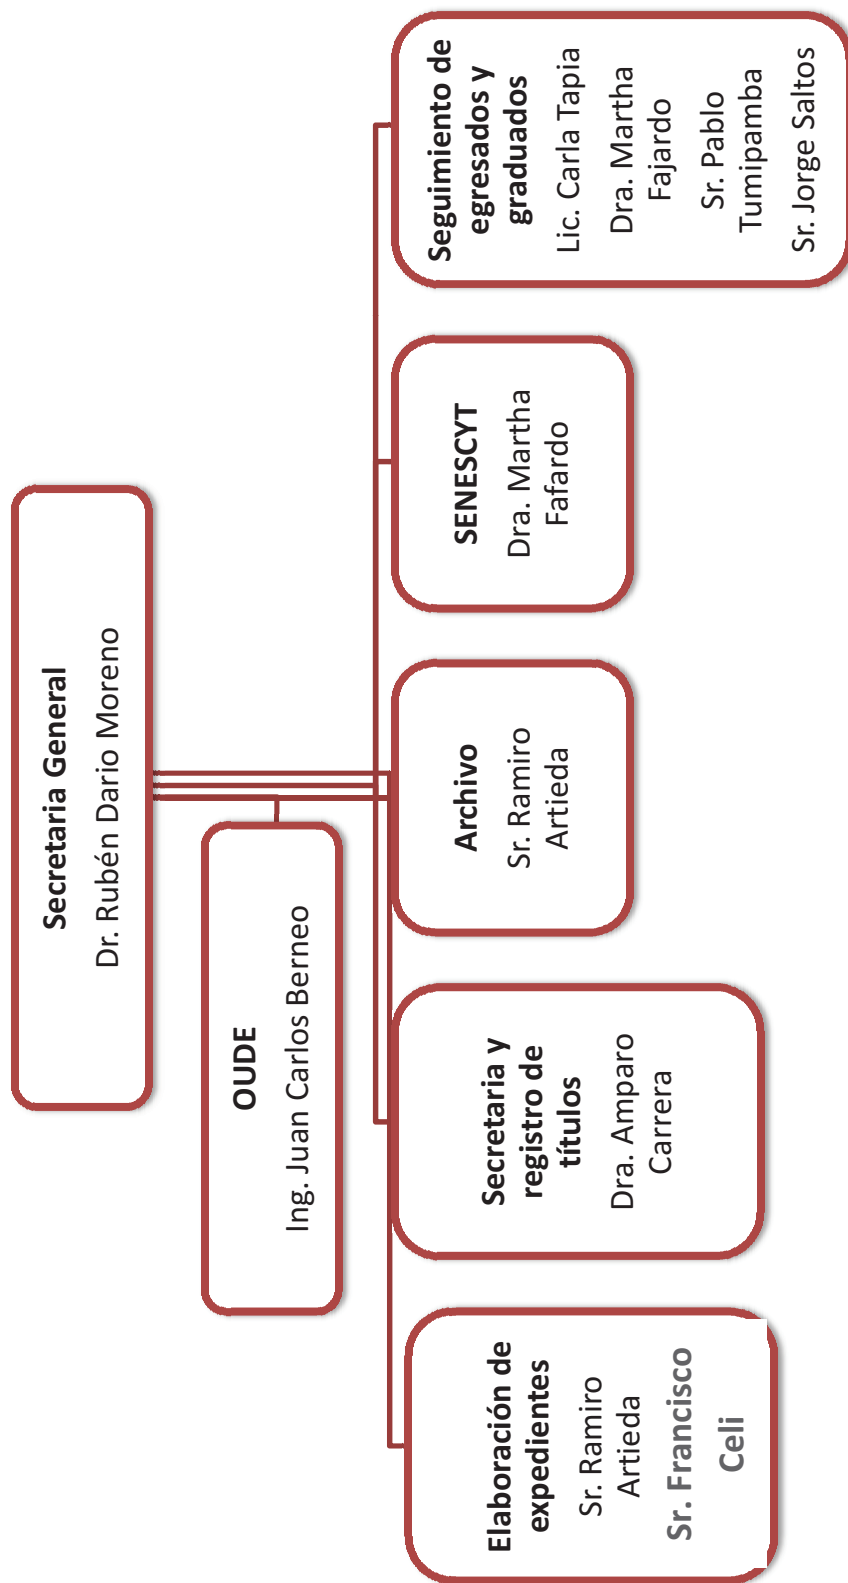 Secretaria General
Dr. Rubén Dario Moreno
OUDE
Ing. Juan Carlos Berneo
Elaboración de
expedientes
Sr. Ramiro
Artieda
Sr. Francisco
Celi
Secretaria y
registro de
títulos
Dra. Amparo
Carrera
Archivo
Sr. Ramiro
Artieda
SENESCYT
Dra. Martha
Fafardo
Seguimiento de
egresados y
graduados
Lic. Carla Tapia
Dra. Martha
Fajardo
Sr. Pablo
Tumipamba
Sr. Jorge Saltos